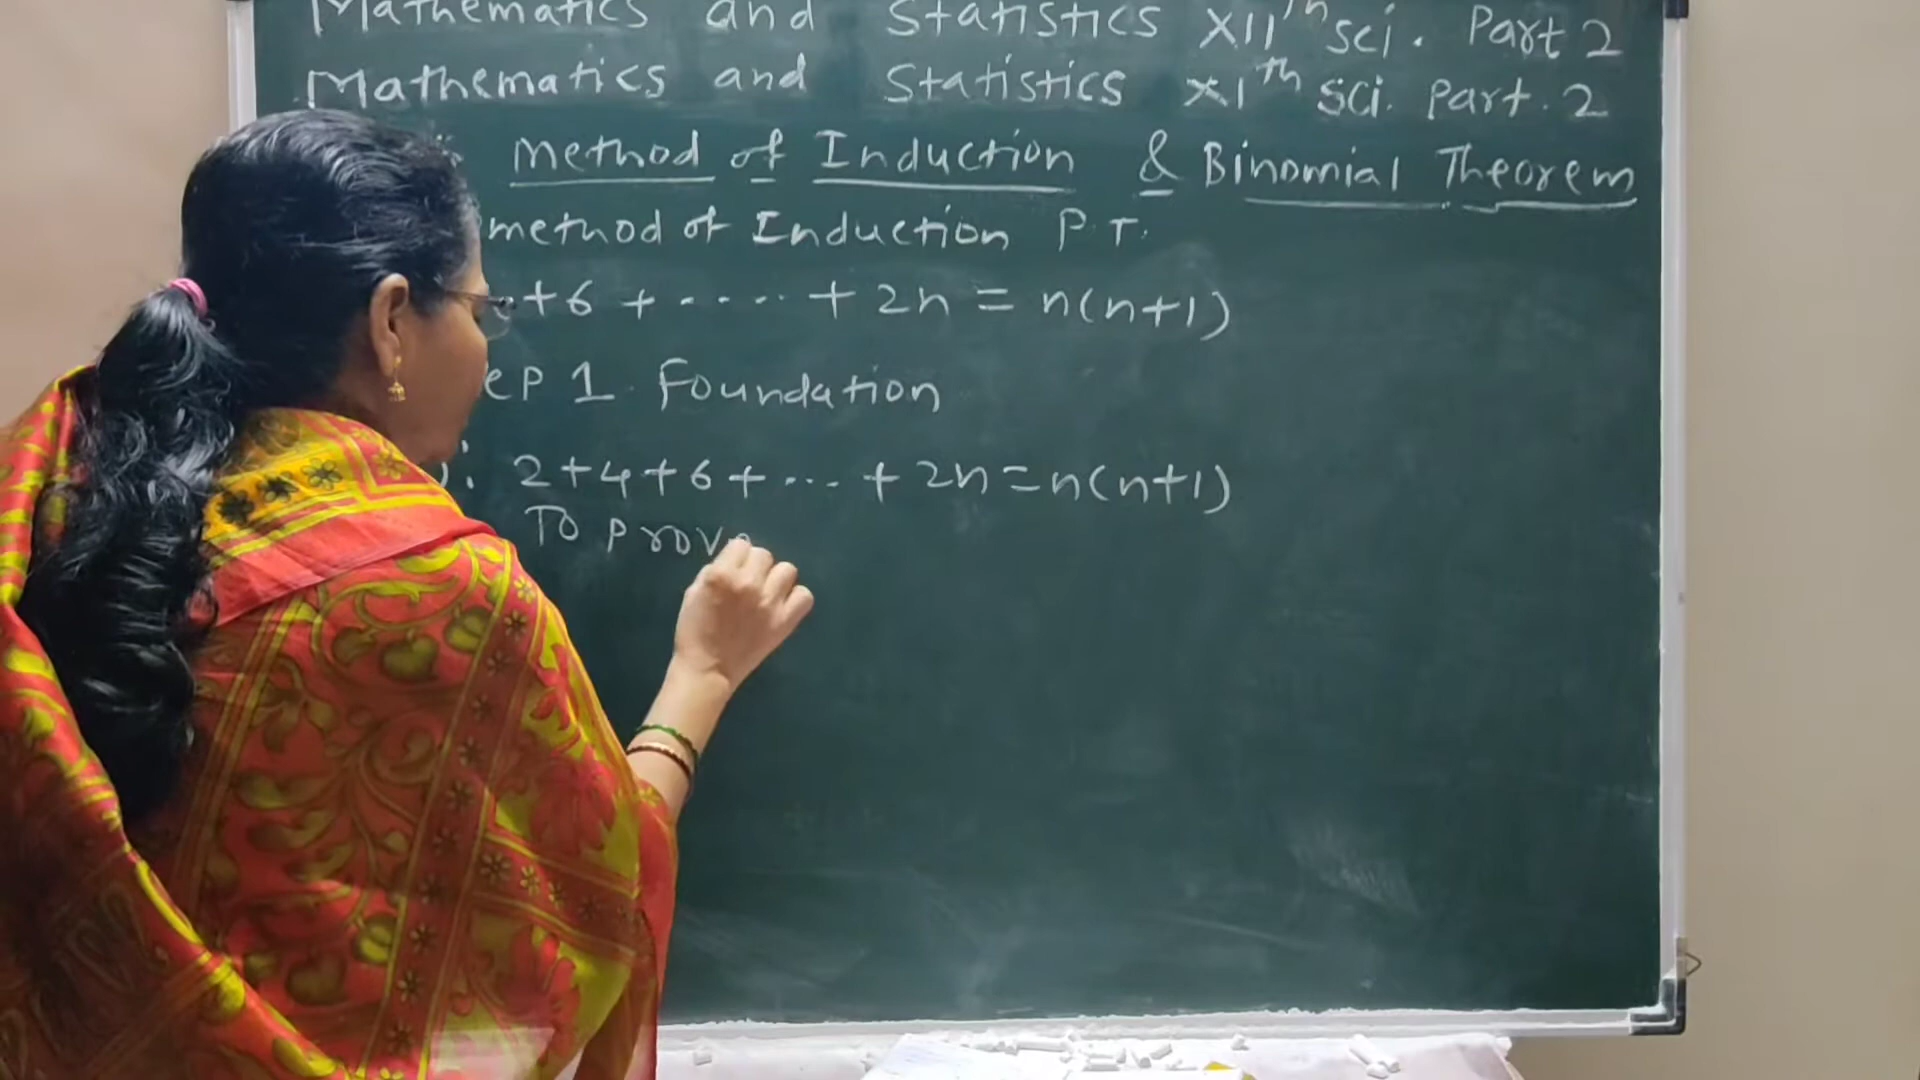 Mathematics and Statistics XIIth Sci. Part 2
Mathematics and Statistics XIth Sci. Part. 2
* Method of Induction & Binomial Theorem
method of Induction P.T.
+6 + ..... + 2n = n(n+1)
ep 1. Foundation
): 2+4+6+...+2n=n(n+1)
To prove